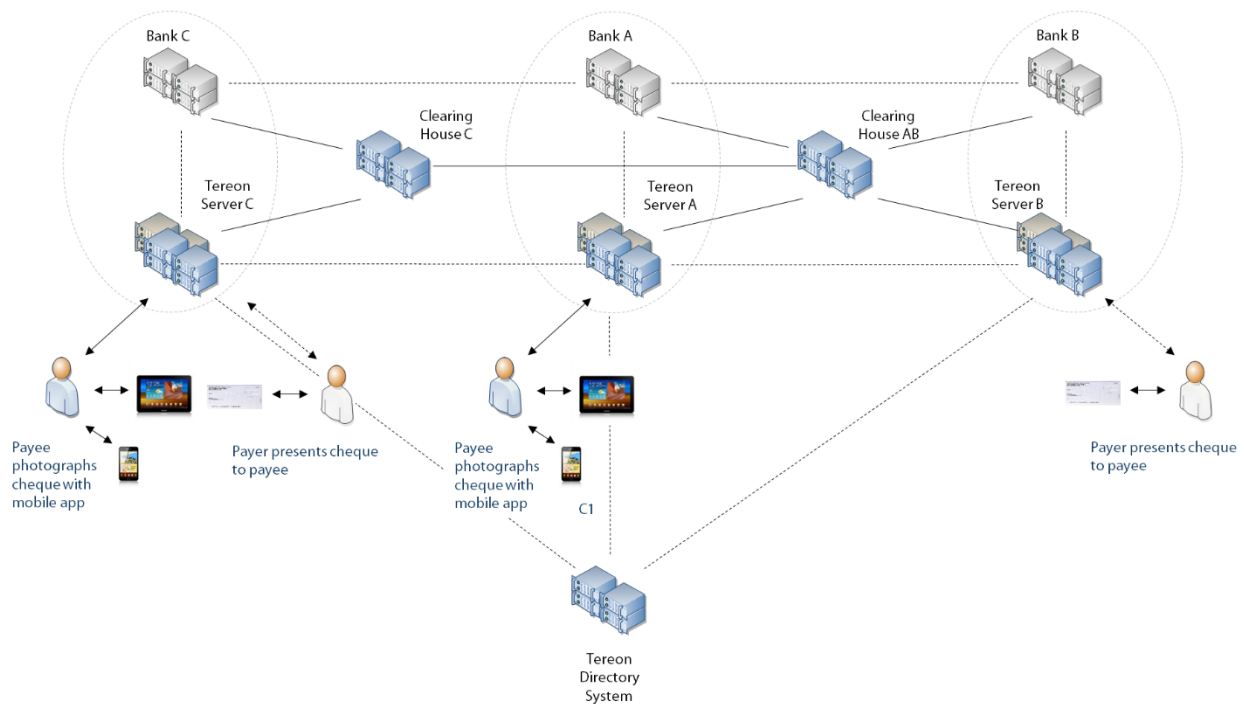 Bank C
Bank A
Bank B
Clearing
House C
Clearing
House AB
Tereon
Server C
Tereon
Server A
Tereon
Server B
Payee
photographs
cheque with
mobile app
Payer presents cheque
to payee
Payee
photographs
cheque with
mobile app
C1
Payer presents cheque
to payee
Tereon
Directory
System